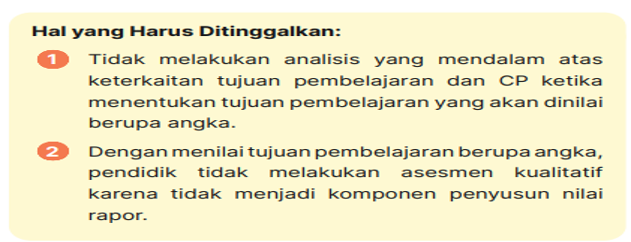 Hal yang Harus Ditinggalkan:
1 Tidak melakukan analisis yang mendalam atas
keterkaitan tujuan pembelajaran dan CP ketika
menentukan tujuan pembelajaran yang akan dinilai
berupa angka.
2 Dengan menilai tujuan pembelajaran berupa angka,
pendidik tidak melakukan asesmen kualitatif
karena tidak menjadi komponen penyusun nilai
rapor.